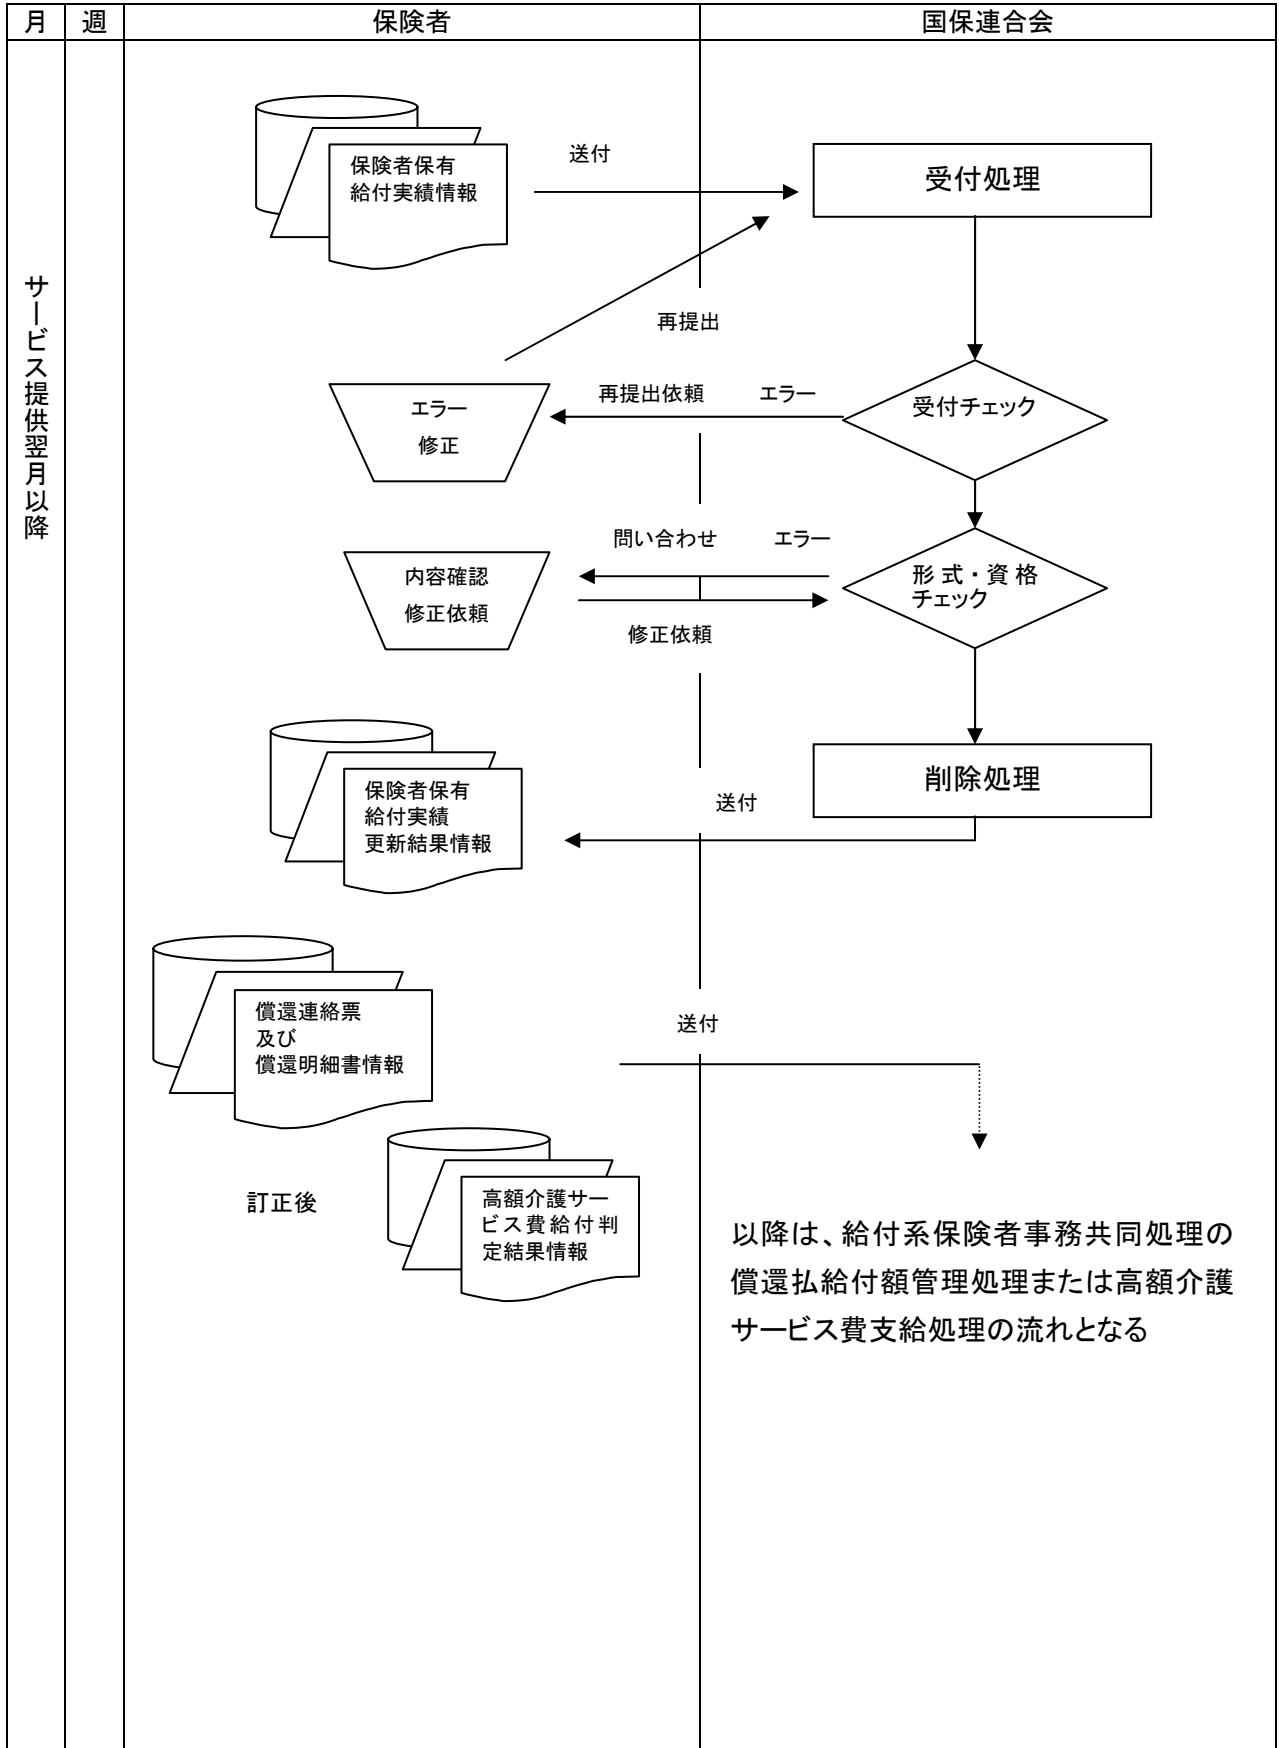 月 週 保険者 国保連合会
サービス提供翌月以降
保険者保有
給付実績情報
送付
受付処理
再提出
エラー
修正
再提出依頼 エラー
受付チェック
問い合わせ エラー
内容確認
修正依頼
形式・資格
チェック
修正依頼
削除処理
保険者保有
給付実績
更新結果情報
送付
償還連絡票
及び
償還明細書情報
送付
訂正後
高額介護サー
ビス費給付判
定結果情報
以降は、給付系保険者事務共同処理の
償還払給付額管理処理または高額介護
サービス費支給処理の流れとなる